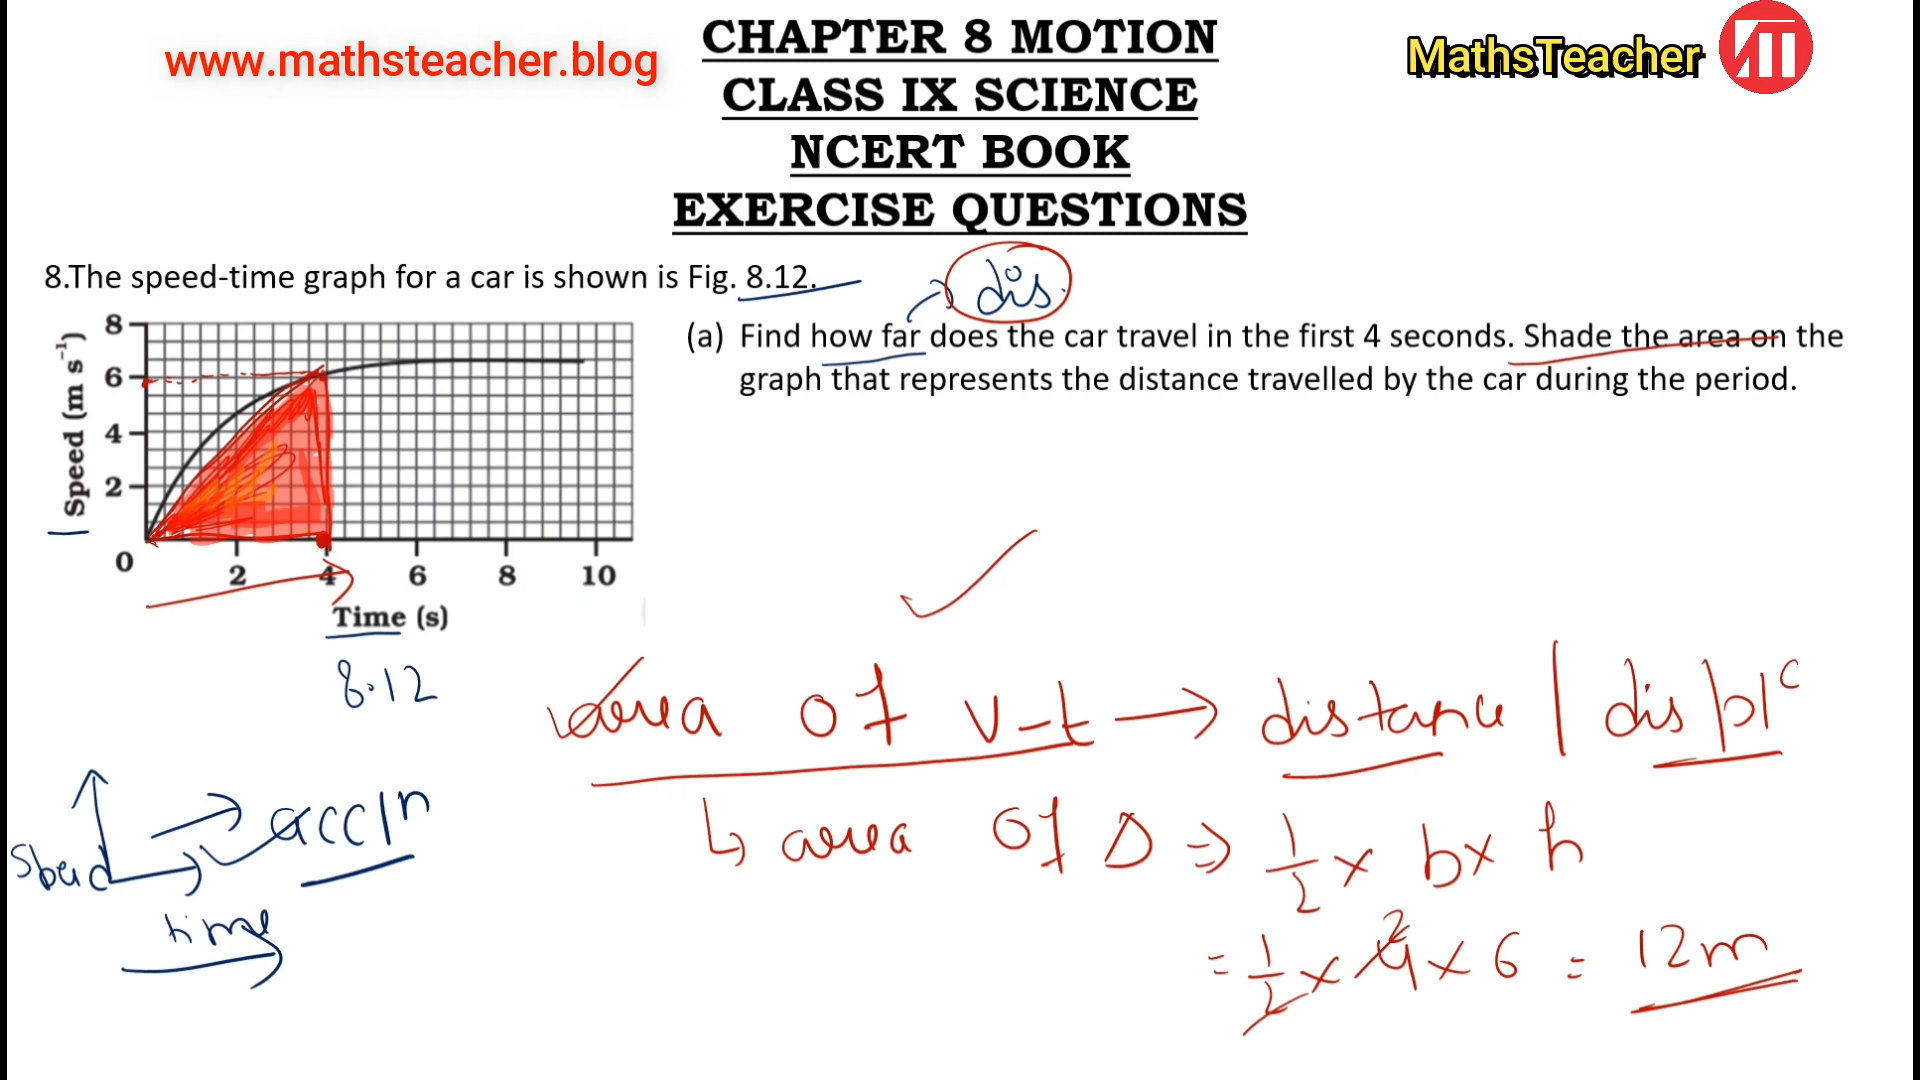 www.mathsteacher.blog
MathsTeacher
CHAPTER 8 MOTION
CLASS IX SCIENCE
NCERT BOOK
EXERCISE QUESTIONS
8.The speed-time graph for a car is shown is Fig. 8.12.
dis.
(a) Find how far does the car travel in the first 4 seconds. Shade the area on the
graph that represents the distance travelled by the car during the period.
Speed (m s⁻¹)
8
6
4
2
0
2 4 6 8 10
Time (s)
8.12
area of v-t → distance | displc
↳ area of Δ ⇒ 1/2 × b × h
= 1/2 × 4 × 6 = 12m
2
speed
accln
time